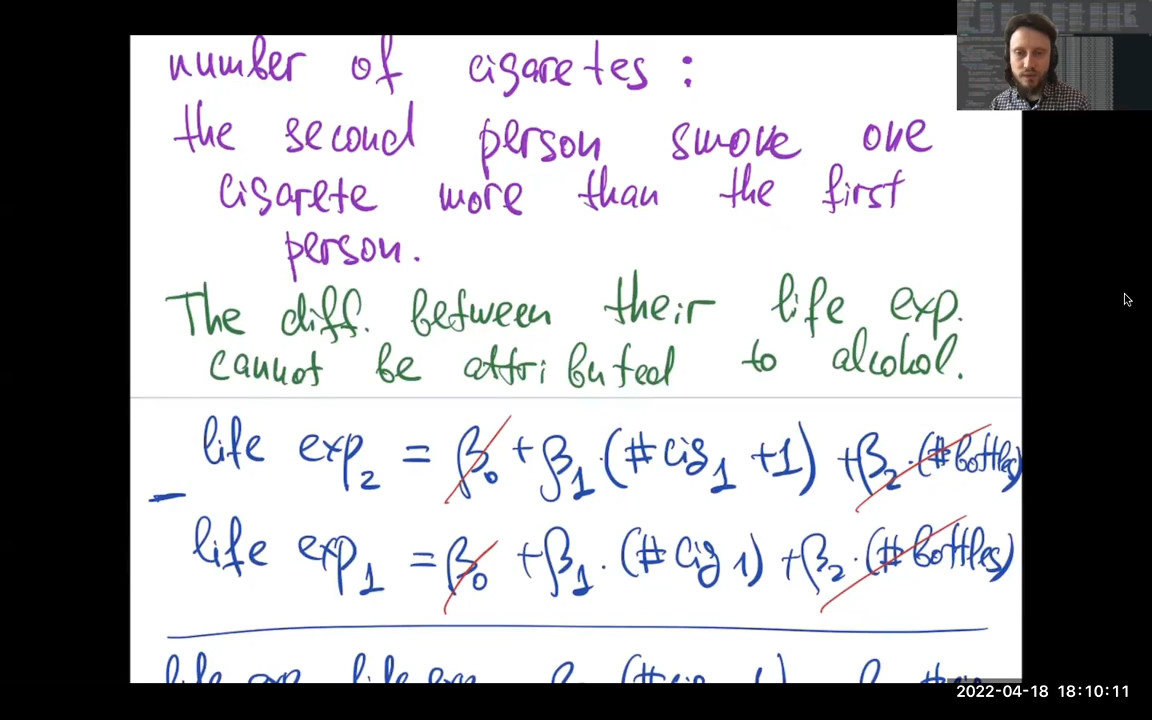 number of cigaretes :
the second person smoke one
cigarete more than the first
person.
The diff. between their life exp.
cannot be attributed to alcohol.
life exp₂ = β₀ + β₁ · (#cig₁ + 1) + β₂ · (#bottles)
−
life exp₁ = β₀ + β₁ · (#cig 1) + β₂ · (#bottles)
2022-04-18 18:10:11